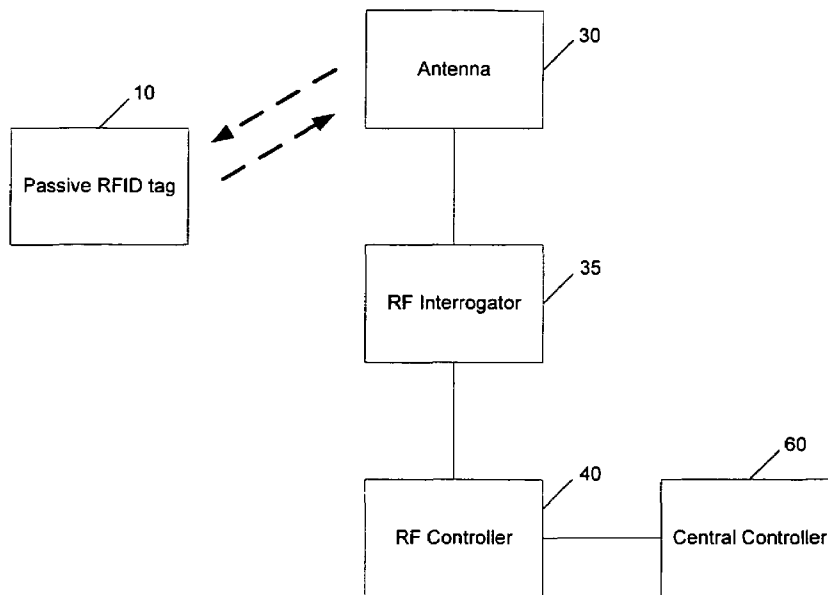 30
Antenna
10
Passive RFID tag
35
RF Interrogator
40
RF Controller
60
Central Controller